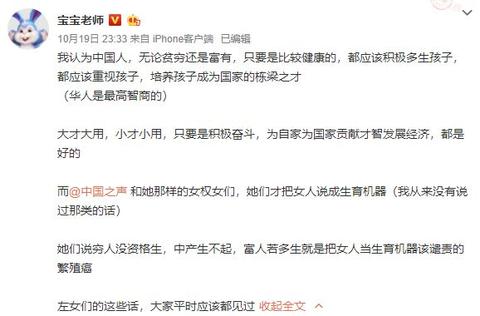 宝宝老师
10月19日 23:33 来自 iPhone客户端 已编辑
我认为中国人，无论贫穷还是富有，只要是比较健康的，都应该积极多生孩子，
都应该重视孩子，培养孩子成为国家的栋梁之才
（华人是最高智商的）
大才大用，小才小用，只要是积极奋斗，为自家为国家贡献才智发展经济，都是
好的
而@中国之声 和她那样的女权女们，她们才把女人说成生育机器（我从来没有说
过那类的话）
她们说穷人没资格生，中产生不起，富人若多生就是把女人当生育机器该谴责的
繁殖癌
左女们的这些话，大家平时应该都见过 收起全文